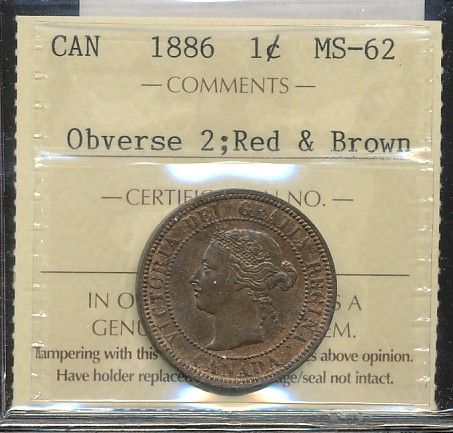 CAN 1886 1¢ MS-62
— COMMENTS —
Obverse 2;Red & Brown
— CERTIFIC N NO. —
VICTORIA DEI GRATIA REGINA
CANADA
IN O S A
GENU EM.
Tampering with this s above opinion.
Have holder replace ge/seal not intact.